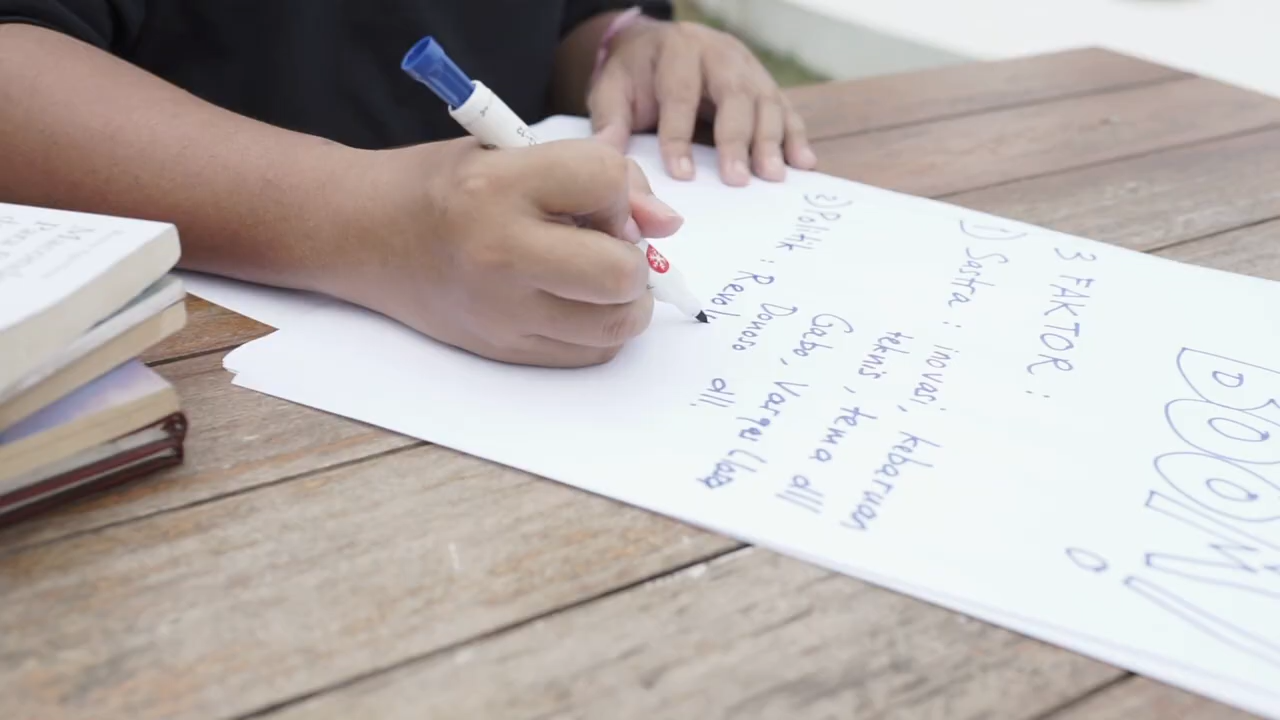 BOOM!
3 FAKTOR :
1) Sastra : inovasi, kebaruan
teknis, tema dll
2) Politik : Revolu
Gabo, Vargas Llosa
Donoso dll.